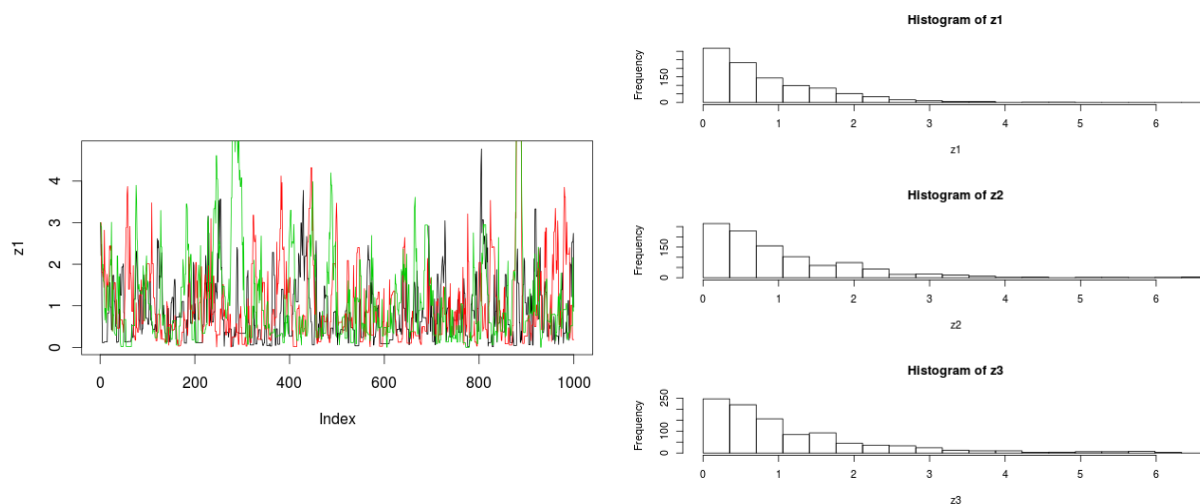 z1
0
1
2
3
4
0 200 400 600 800 1000
Index
Histogram of z1
Frequency
0 150
0 1 2 3 4 5 6
z1
Histogram of z2
Frequency
0 150
0 1 2 3 4 5 6
z2
Histogram of z3
Frequency
0 100 250
0 1 2 3 4 5 6
z3